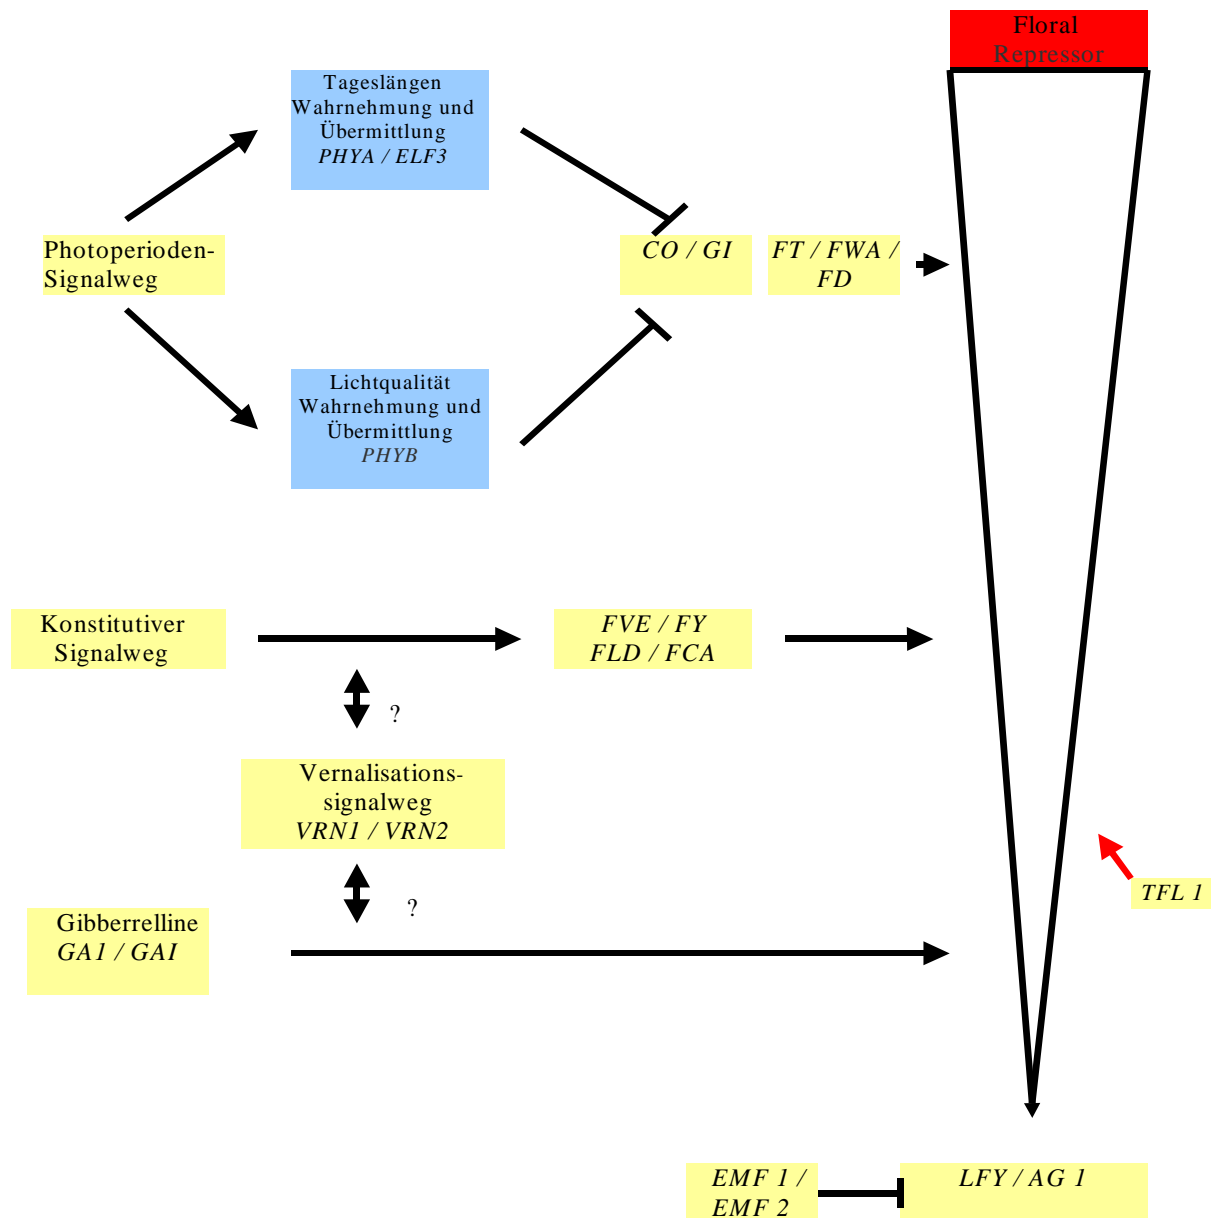 Floral
Repressor
Tageslängen
Wahrnehmung und
Übermittlung
PHYA / ELF3
Photoperioden-
Signalweg
CO / GI
FT / FWA /
FD
Lichtqualität
Wahrnehmung und
Übermittlung
PHYB
Konstitutiver
Signalweg
FVE / FY
FLD / FCA
?
Vernalisations-
signalweg
VRN1 / VRN2
TFL 1
?
Gibberrelline
GA1 / GAI
EMF 1 /
EMF 2
LFY / AG 1